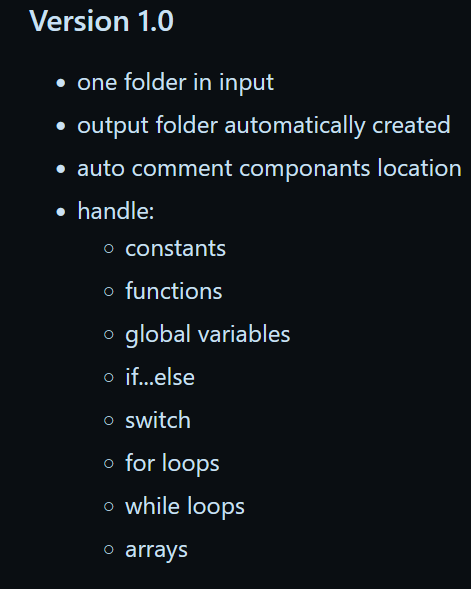 Version 1.0
one folder in input
output folder automatically created
auto comment componants location
handle:
constants
functions
global variables
if...else
switch
for loops
while loops
arrays